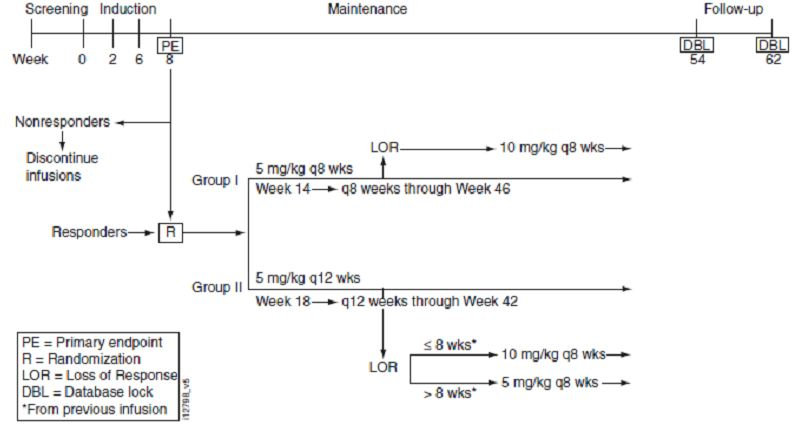 Screening Induction Maintenance Follow-up
PE DBL DBL
Week 0 2 6 8 54 62
Nonresponders
Discontinue
infusions
LOR 10 mg/kg q8 wks
5 mg/kg q8 wks
Group I
Week 14 q8 weeks through Week 46
Responders R
5 mg/kg q12 wks
Group II
Week 18 q12 weeks through Week 42
≤ 8 wks*
10 mg/kg q8 wks
LOR
5 mg/kg q8 wks
> 8 wks*
PE = Primary endpoint
R = Randomization
LOR = Loss of Response
DBL = Database lock
*From previous infusion
i12798_v5